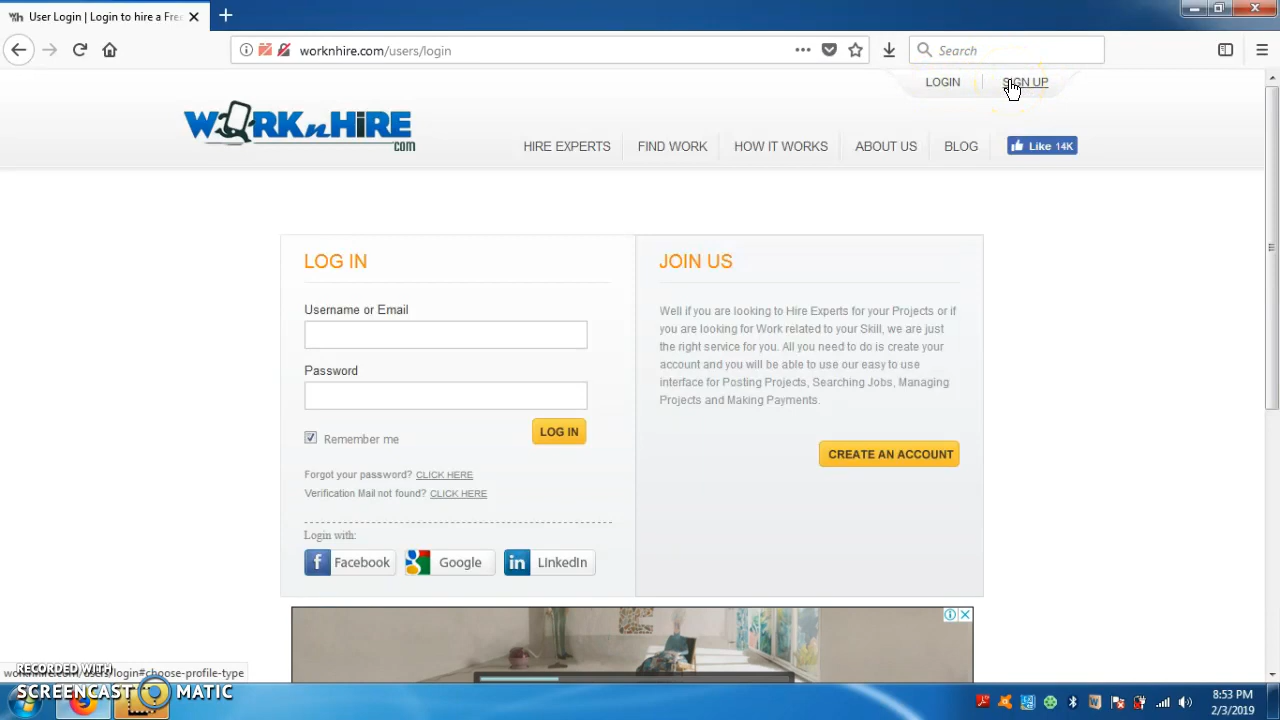 User Login | Login to hire a Fre
worknhire.com/users/login
Search
LOGIN
SIGN UP
WORKnHIRE
com
HIRE EXPERTS
FIND WORK
HOW IT WORKS
ABOUT US
BLOG
Like 14K
LOG IN
Username or Email
Password
Remember me
LOG IN
Forgot your password? CLICK HERE
Verification Mail not found? CLICK HERE
Login with:
Facebook
Google
LinkedIn
JOIN US
Well if you are looking to Hire Experts for your Projects or if
you are looking for Work related to your Skill, we are just
the right service for you. All you need to do is create your
account and you will be able to use our easy to use
interface for Posting Projects, Searching Jobs, Managing
Projects and Making Payments.
CREATE AN ACCOUNT
RECORDED WITH
worknhire.com/users/login#choose-profile-type
SCREENCAST MATIC
8:53 PM
2/3/2019